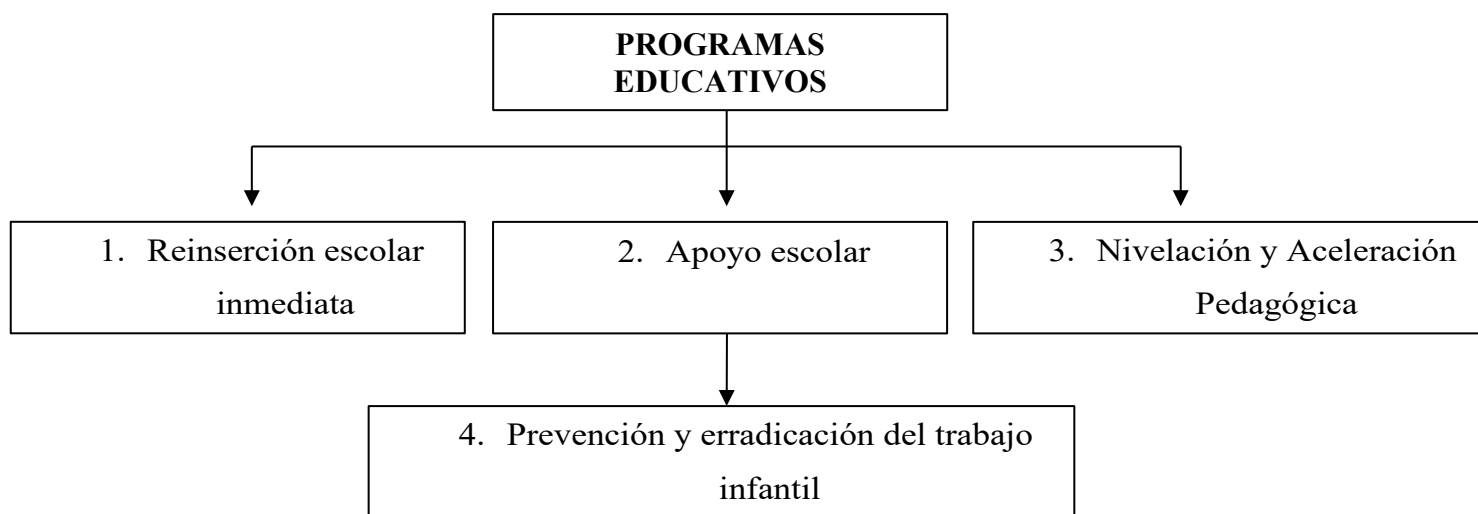 PROGRAMAS
EDUCATIVOS
1. Reinserción escolar
inmediata
2. Apoyo escolar
3. Nivelación y Aceleración
Pedagógica
4. Prevención y erradicación del trabajo
infantil